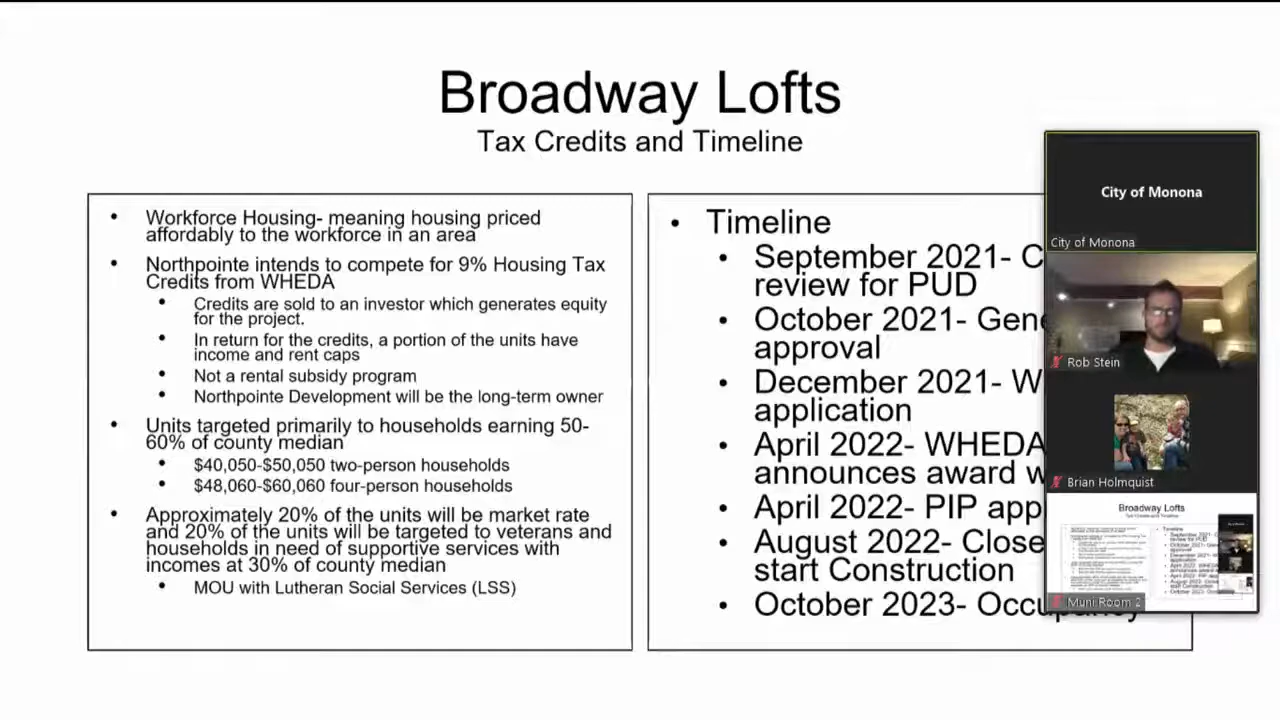 Broadway Lofts
Tax Credits and Timeline
Workforce Housing- meaning housing priced
affordably to the workforce in an area
Northpointe intends to compete for 9% Housing Tax
Credits from WHEDA
Credits are sold to an investor which generates equity
for the project.
In return for the credits, a portion of the units have
income and rent caps
Not a rental subsidy program
Northpointe Development will be the long-term owner
Units targeted primarily to households earning 50-
60% of county median
$40,050-$50,050 two-person households
$48,060-$60,060 four-person households
Approximately 20% of the units will be market rate
and 20% of the units will be targeted to veterans and
households in need of supportive services with
incomes at 30% of county median
MOU with Lutheran Social Services (LSS)
Timeline
September 2021- C
review for PUD
October 2021- Gen
approval
December 2021- W
application
April 2022- WHEDA
announces award w
April 2022- PIP app
August 2022- Close
start Construction
October 2023- Occupancy
City of Monona
City of Monona
Rob Stein
Brian Holmquist
Broadway Lofts
Tax Credits and Timeline
Muni Room 2